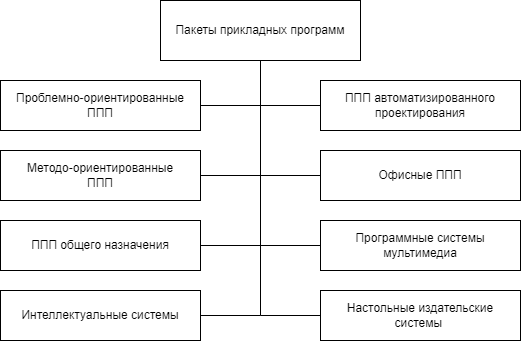 Пакеты прикладных программ
Проблемно-ориентированные
ППП
ППП автоматизированного
проектирования
Методо-ориентированные
ППП
Офисные ППП
ППП общего назначения
Программные системы
мультимедиа
Интеллектуальные системы
Настольные издательские
системы